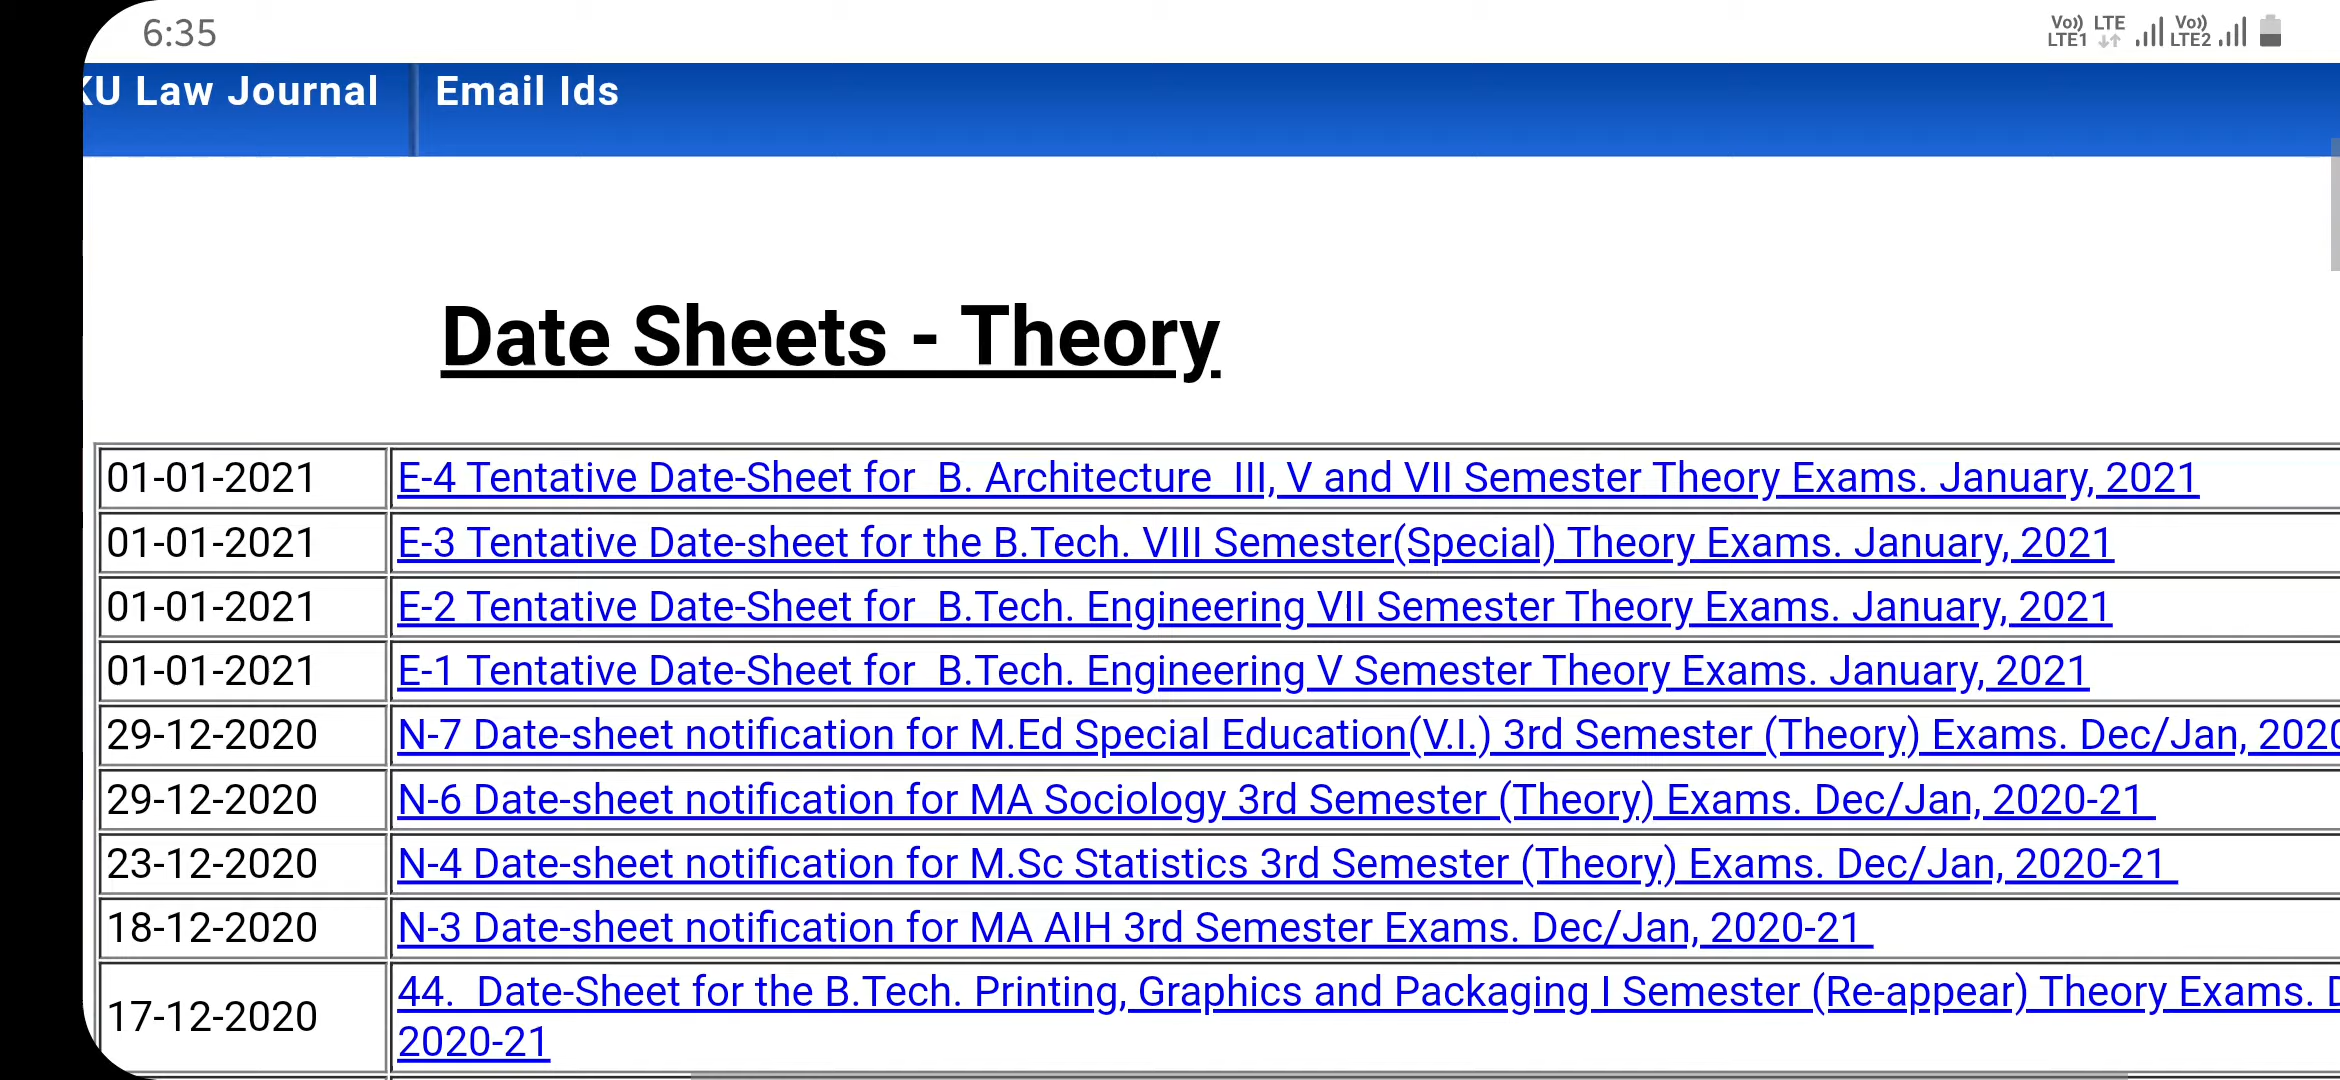 6:35
Vo)) LTE1 LTE Vo)) LTE2
KU Law Journal Email Ids
Date Sheets - Theory
01-01-2021 E-4 Tentative Date-Sheet for B. Architecture III, V and VII Semester Theory Exams. January, 2021
01-01-2021 E-3 Tentative Date-sheet for the B.Tech. VIII Semester(Special) Theory Exams. January, 2021
01-01-2021 E-2 Tentative Date-Sheet for B.Tech. Engineering VII Semester Theory Exams. January, 2021
01-01-2021 E-1 Tentative Date-Sheet for B.Tech. Engineering V Semester Theory Exams. January, 2021
29-12-2020 N-7 Date-sheet notification for M.Ed Special Education(V.I.) 3rd Semester (Theory) Exams. Dec/Jan, 2020
29-12-2020 N-6 Date-sheet notification for MA Sociology 3rd Semester (Theory) Exams. Dec/Jan, 2020-21
23-12-2020 N-4 Date-sheet notification for M.Sc Statistics 3rd Semester (Theory) Exams. Dec/Jan, 2020-21
18-12-2020 N-3 Date-sheet notification for MA AIH 3rd Semester Exams. Dec/Jan, 2020-21
17-12-2020 44. Date-Sheet for the B.Tech. Printing, Graphics and Packaging I Semester (Re-appear) Theory Exams.
2020-21